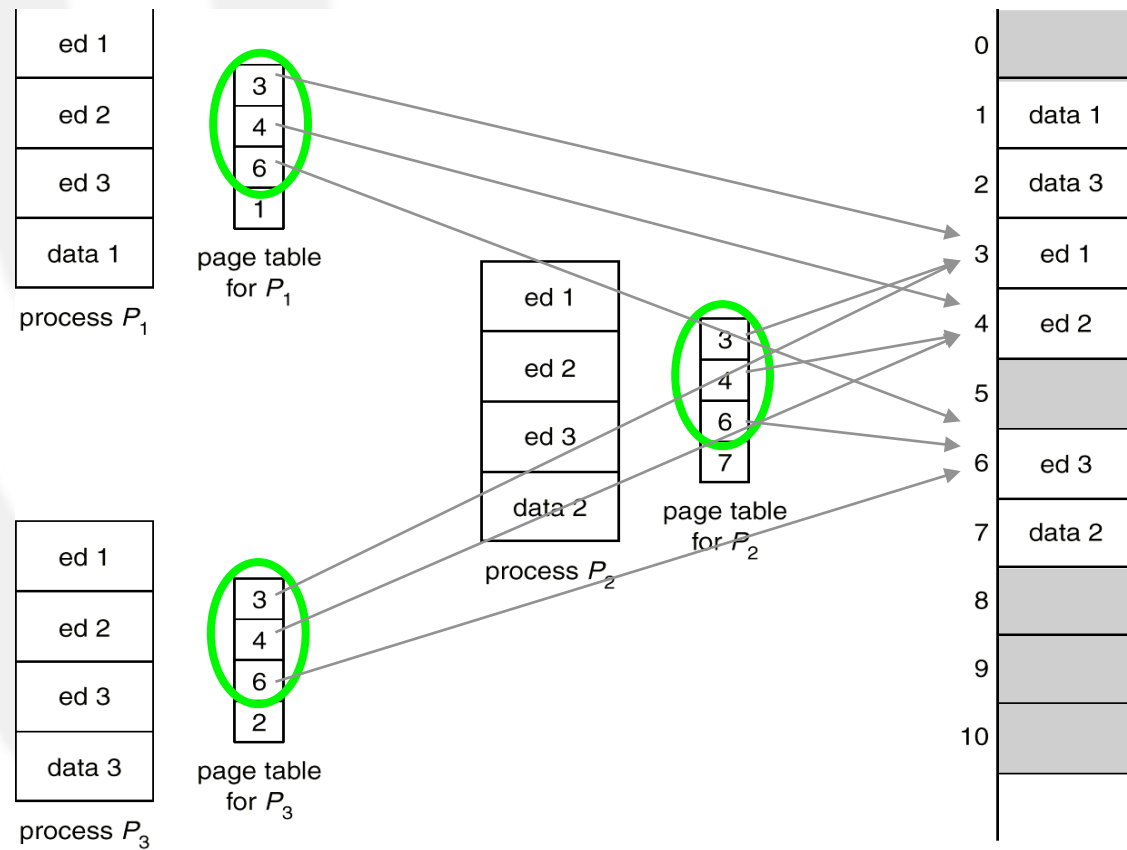 ed 1
ed 2
ed 3
data 1
process P1
3
4
6
1
page table
for P1
ed 1
ed 2
ed 3
data 2
process P2
3
4
6
7
page table
for P2
ed 1
ed 2
ed 3
data 3
process P3
3
4
6
2
page table
for P3
0
1 data 1
2 data 3
3 ed 1
4 ed 2
5
6 ed 3
7 data 2
8
9
10